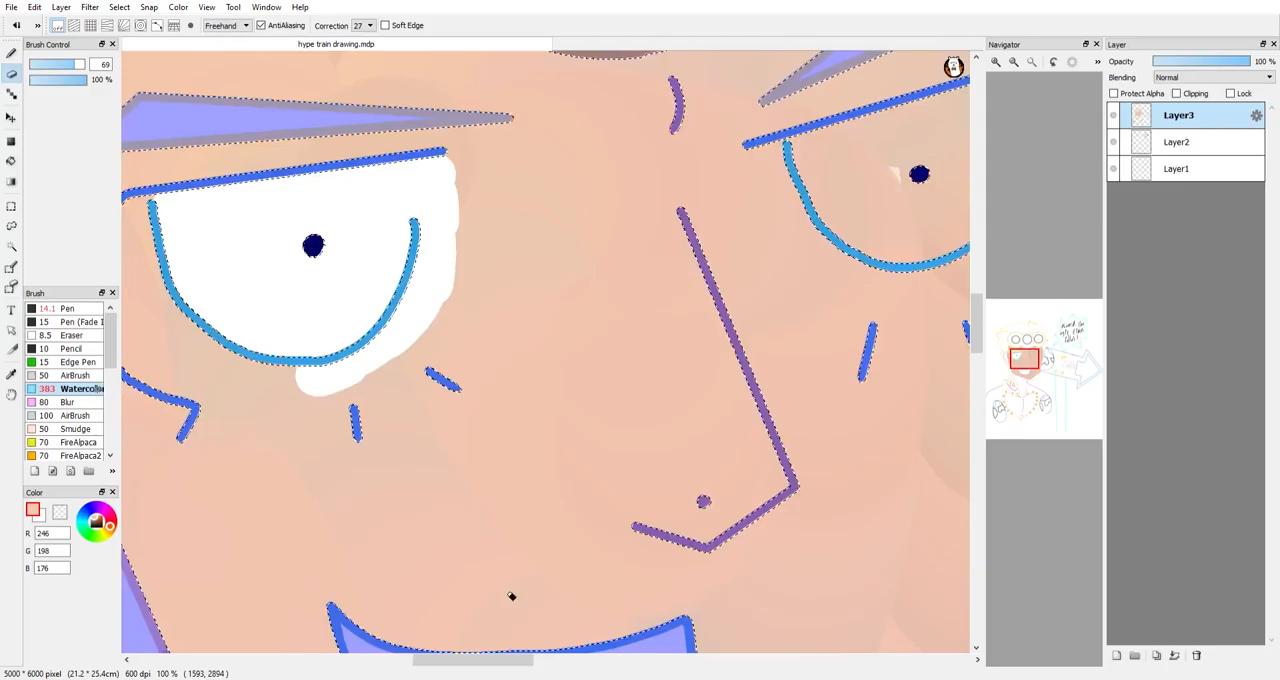 File Edit Layer Filter Select Snap Color View Tool Window Help
Freehand AntiAliasing Correction 27 Soft Edge
Brush Control
hype train drawing.mdp
Navigator
Layer
69
100 %
Opacity 100 %
Blending Normal
Protect Alpha Clipping Lock
Layer3
Layer2
Layer1
Brush
14.1 Pen
15 Pen (Fade I
8.5 Eraser
10 Pencil
15 Edge Pen
50 AirBrush
383 Watercolor
80 Blur
100 AirBrush
50 Smudge
70 FireAlpaca
70 FireAlpaca2
Color
R 246
G 198
B 176
5000 * 6000 pixel (21.2 * 25.4cm) 600 dpi 100 % ( 1593, 2894 )